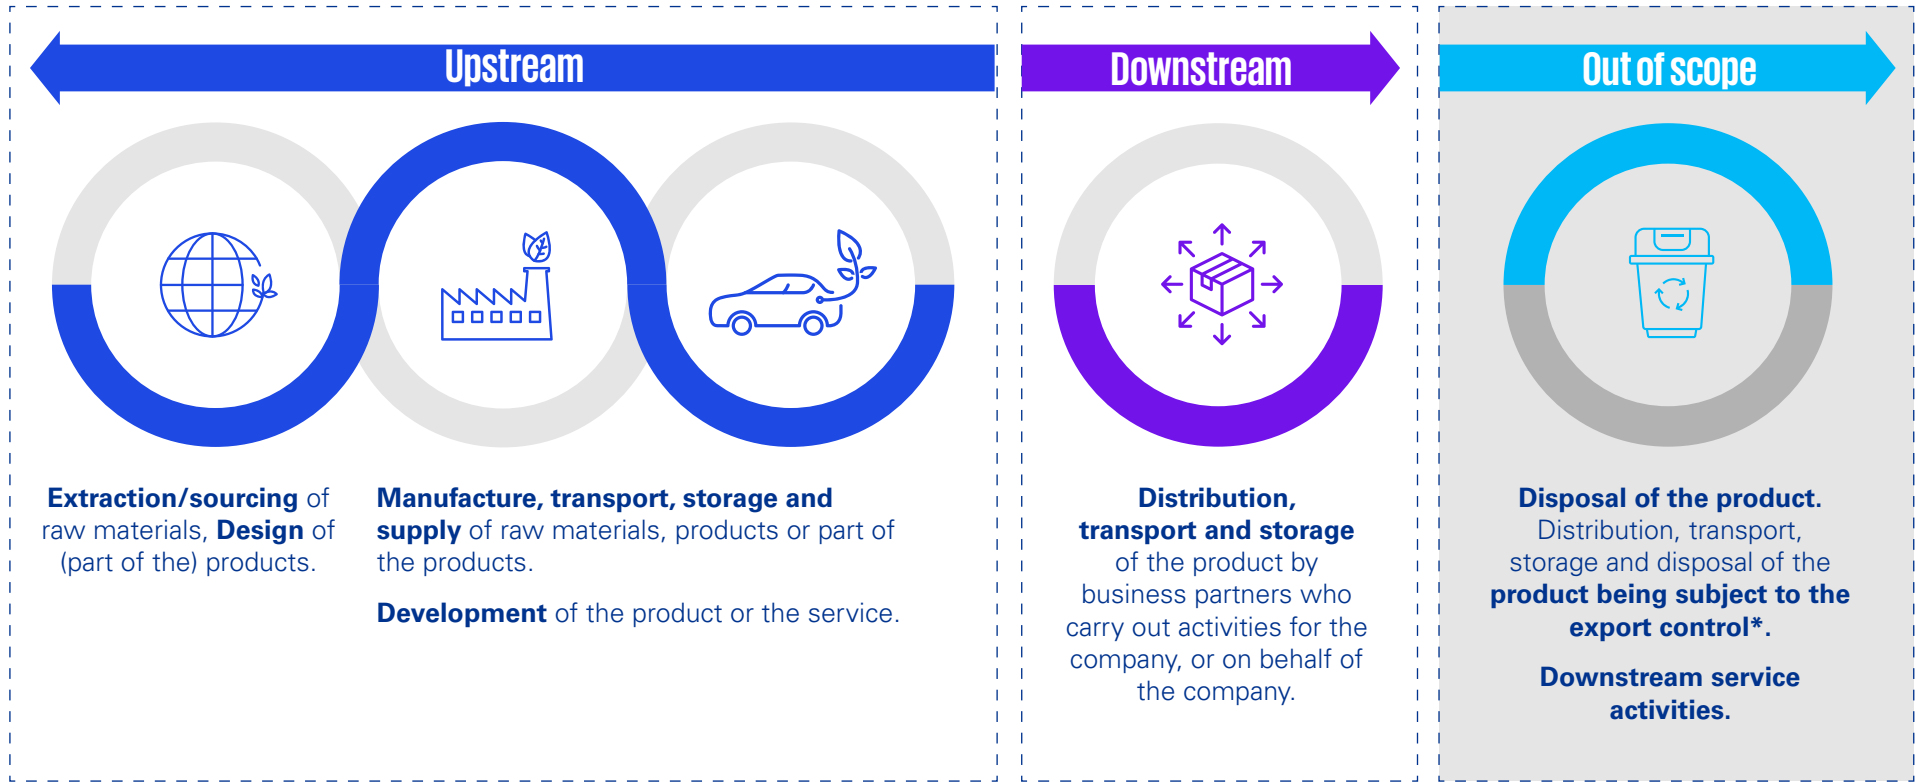 Upstream
Extraction/sourcing of
raw materials, Design of
(part of the) products.
Manufacture, transport, storage and
supply of raw materials, products or part of
the products.
Development of the product or the service.
Downstream
Distribution,
transport and storage
of the product by
business partners who
carry out activities for the
company, or on behalf of
the company.
Out of scope
Disposal of the product.
Distribution, transport,
storage and disposal of the
product being subject to the
export control*.
Downstream service
activities.